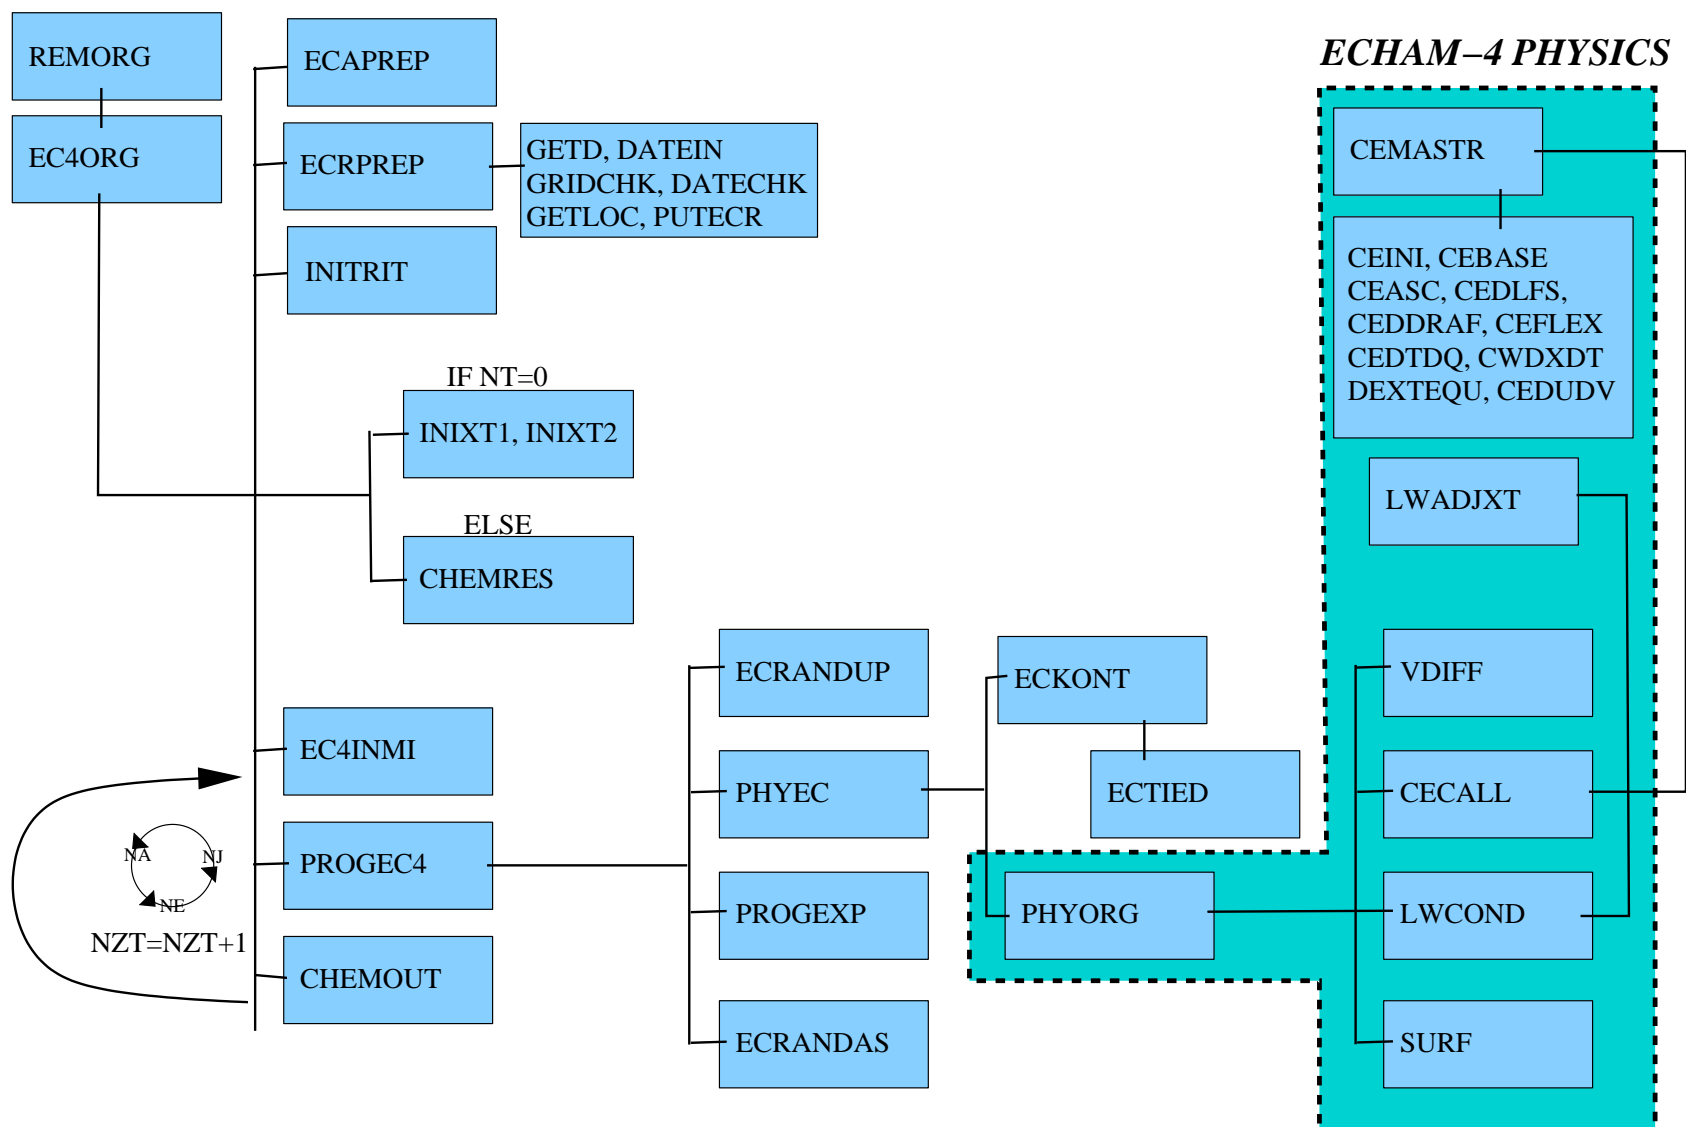 REMORG
EC4ORG
ECAPREP
ECRPREP
GETD, DATEIN
GRIDCHK, DATECHK
GETLOC, PUTECR
INITRIT
IF NT=0
INIXT1, INIXT2
ELSE
CHEMRES
EC4INMI
PROGEC4
CHEMOUT
NA
NJ
NE
NZT=NZT+1
ECRANDUP
PHYEC
PROGEXP
ECRANDAS
ECKONT
ECTIED
PHYORG
ECHAM–4 PHYSICS
CEMASTR
CEINI, CEBASE
CEASC, CEDLFS,
CEDDRAF, CEFLEX
CEDTDQ, CWDXDT
DEXTEQU, CEDUDV
LWADJXT
VDIFF
CECALL
LWCOND
SURF